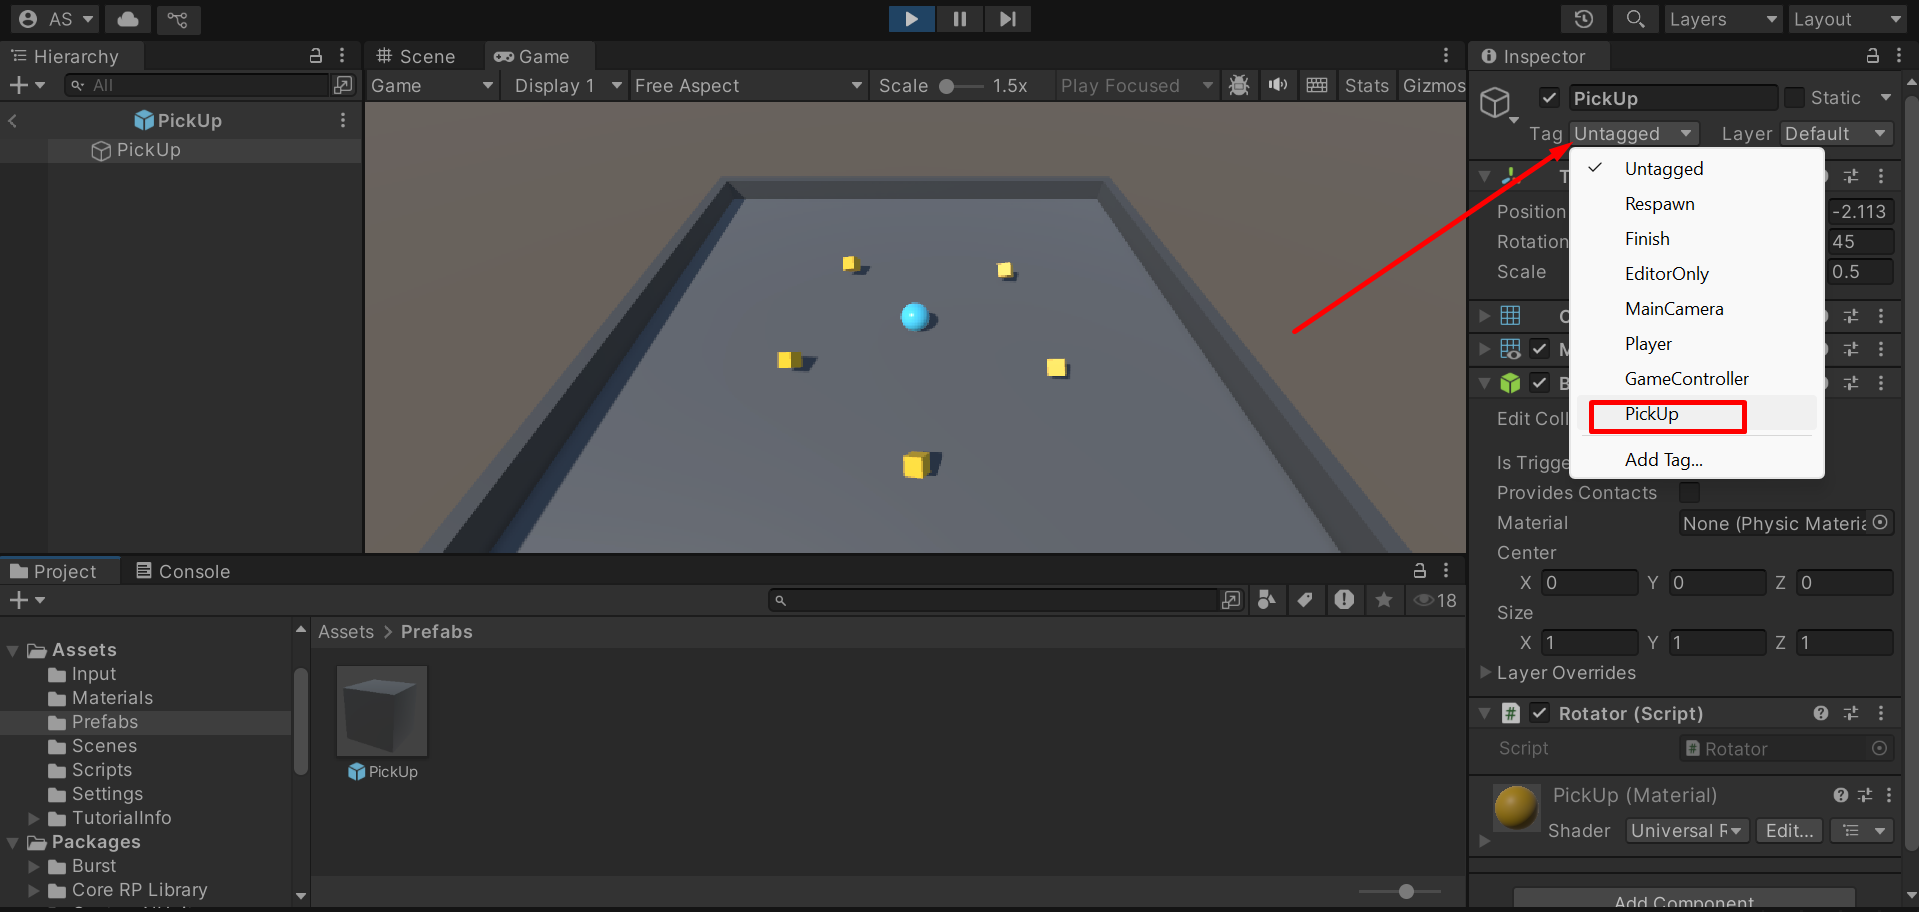 AS
Layers
Layout
Hierarchy
All
PickUp
PickUp
Scene
Game
Game
Display 1
Free Aspect
Scale
1.5x
Play Focused
Stats
Gizmos
Inspector
PickUp
Static
Tag
Untagged
Layer
Default
Untagged
Respawn
Finish
EditorOnly
MainCamera
Player
GameController
PickUp
Add Tag...
T
Position
-2.113
Rotation
45
Scale
0.5
M
B
Edit Coll
Is Trigge
Provides Contacts
Material
None (Physic Materia
Center
X 0 Y 0 Z 0
Size
X 1 Y 1 Z 1
Layer Overrides
# Rotator (Script)
Script
# Rotator
PickUp (Material)
Shader
Universal R
Edit...
Add Component
Project
Console
18
Assets
Input
Materials
Prefabs
Scenes
Scripts
Settings
TutorialInfo
Packages
Burst
Core RP Library
Assets > Prefabs
PickUp